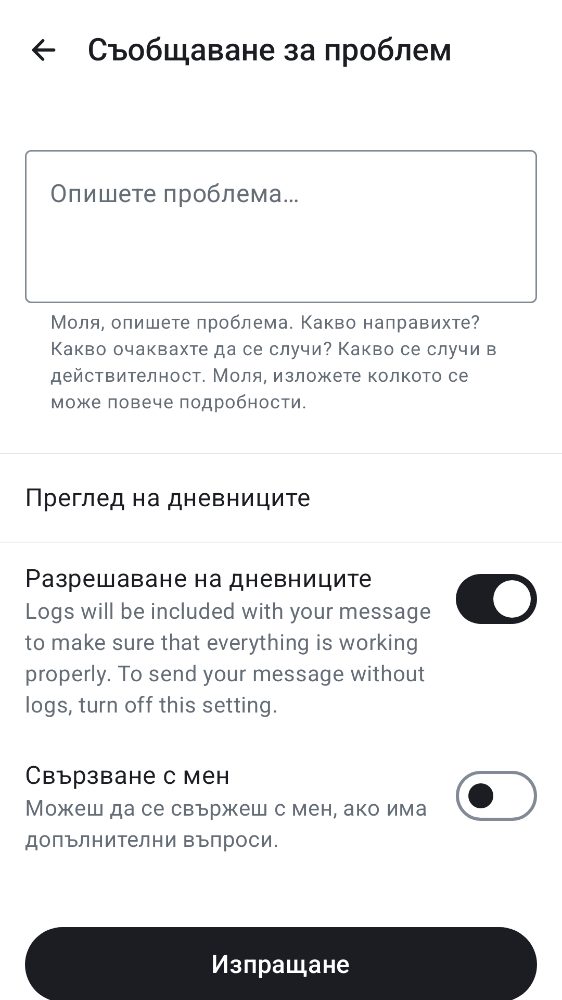 Съобщаване за проблем
Опишете проблема…
Моля, опишете проблема. Какво направихте?
Какво очаквахте да се случи? Какво се случи в
действителност. Моля, изложете колкото се
може повече подробности.
Преглед на дневниците
Разрешаване на дневниците
Logs will be included with your message
to make sure that everything is working
properly. To send your message without
logs, turn off this setting.
Свързване с мен
Можеш да се свържеш с мен, ако има
допълнителни въпроси.
Изпращане